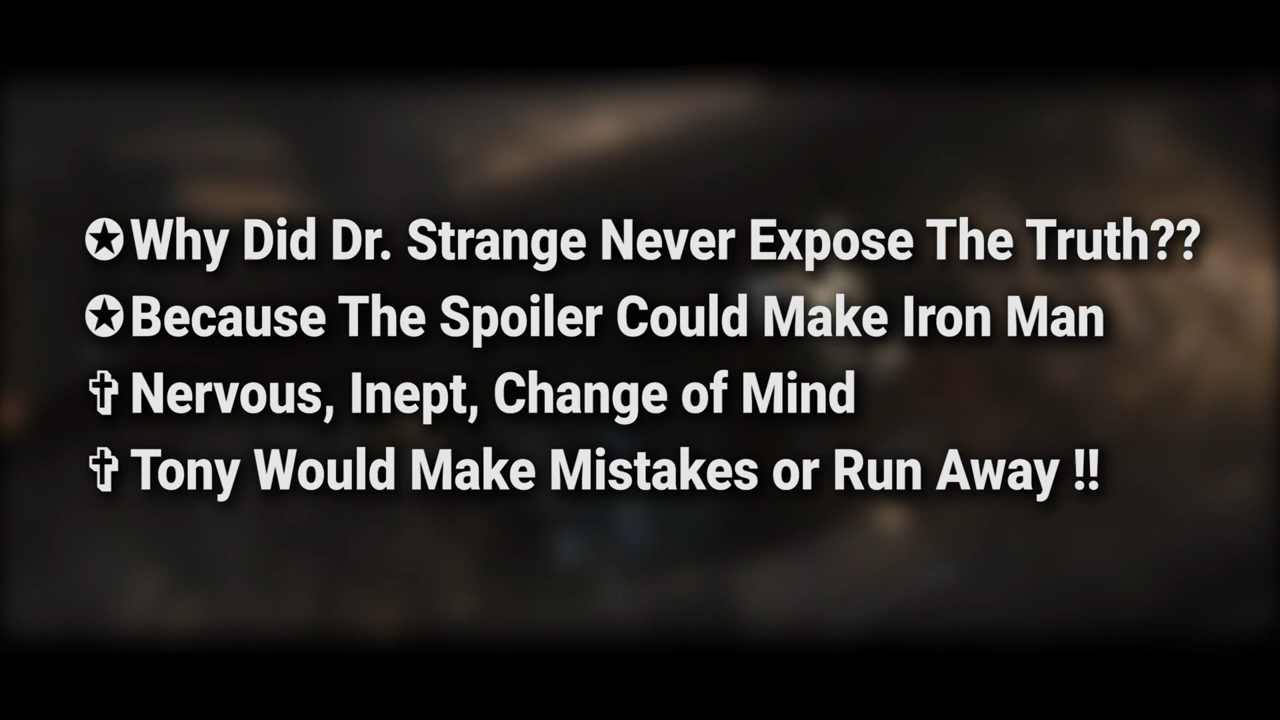 ✪Why Did Dr. Strange Never Expose The Truth??
✪Because The Spoiler Could Make Iron Man
✞Nervous, Inept, Change of Mind
✞Tony Would Make Mistakes or Run Away !!